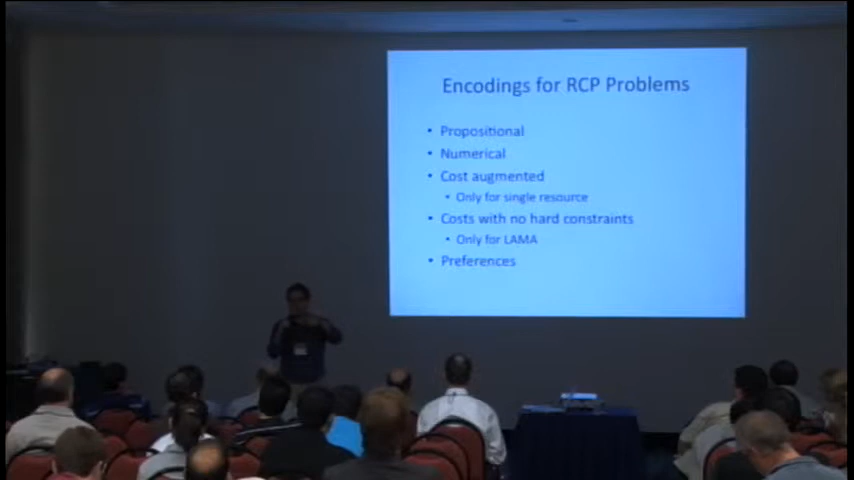 Encodings for RCP Problems
• Propositional
• Numerical
• Cost augmented
• Only for single resource
• Costs with no hard constraints
• Only for LAMA
• Preferences